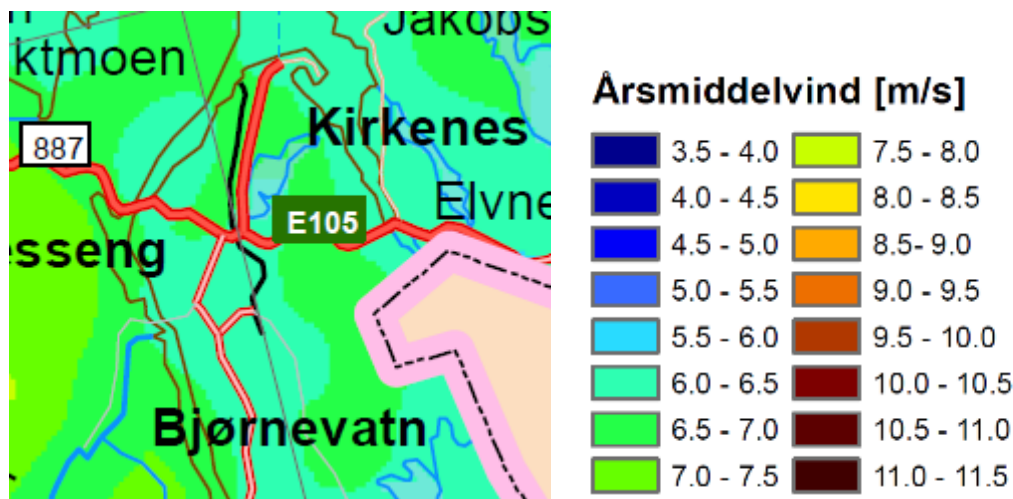 ktmoen
Jakobs
887
Kirkenes
E105
Elvne
esseng
Bjørnevatn
Årsmiddelvind [m/s]
3.5 - 4.0
4.0 - 4.5
4.5 - 5.0
5.0 - 5.5
5.5 - 6.0
6.0 - 6.5
6.5 - 7.0
7.0 - 7.5
7.5 - 8.0
8.0 - 8.5
8.5- 9.0
9.0 - 9.5
9.5 - 10.0
10.0 - 10.5
10.5 - 11.0
11.0 - 11.5